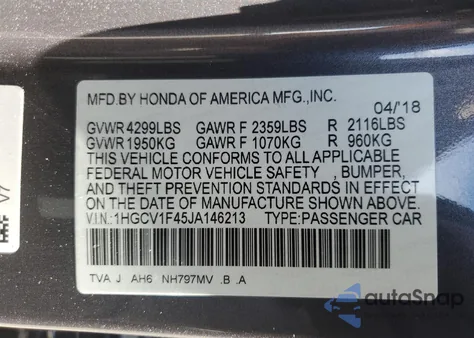 MFD.BY HONDA OF AMERICA MFG.,INC. 04/'18
GVWR 4299LBS GAWR F 2359LBS R 2116LBS
GVWR 1950KG GAWR F 1070KG R 960KG
THIS VEHICLE CONFORMS TO ALL APPLICABLE
FEDERAL MOTOR VEHICLE SAFETY , BUMPER,
AND THEFT PREVENTION STANDARDS IN EFFECT
ON THE DATE OF MANUFACTURE SHOWN ABOVE.
V.I.N.:1HGCV1F45JA146213 TYPE:PASSENGER CAR
TVA J AH6 NH797MV .B .A
V7
autoSnap